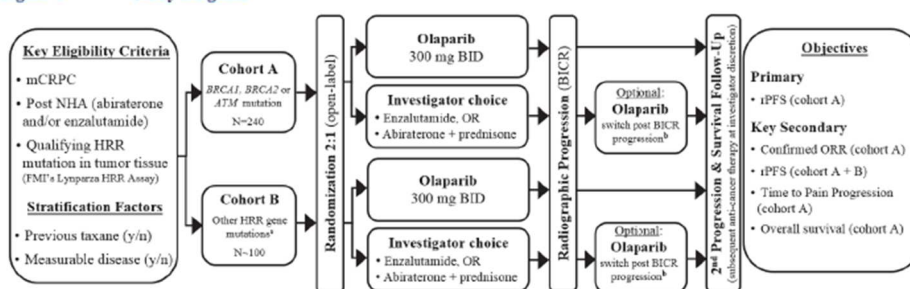 Key Eligibility Criteria
• mCRPC
• Post NHA (abiraterone
and/or enzalutamide)
• Qualifying HRR
mutation in tumor tissue
(FMI's Lynparza HRR Assay)
Stratification Factors
• Previous taxane (y/n)
• Measurable disease (y/n)
Cohort A
BRCA1, BRCA2 or
ATM mutation
N=240
Cohort B
Other HRR gene
mutationsᵃ
N~100
Randomization 2:1 (open-label)
Olaparib
300 mg BID
Investigator choice
• Enzalutamide, OR
• Abiraterone + prednisone
Olaparib
300 mg BID
Investigator choice
• Enzalutamide, OR
• Abiraterone + prednisone
Radiographic Progression (BICR)
Optional:
Olaparib
switch post BICR
progressionᵇ
Optional:
Olaparib
switch post BICR
progressionᵇ
2ⁿᵈ Progression & Survival Follow-Up
(subsequent anti-cancer therapy at investigator discretion)
Objectives
Primary
• rPFS (cohort A)
Key Secondary
• Confirmed ORR (cohort A)
• rPFS (cohort A + B)
• Time to Pain Progression
(cohort A)
• Overall survival (cohort A)